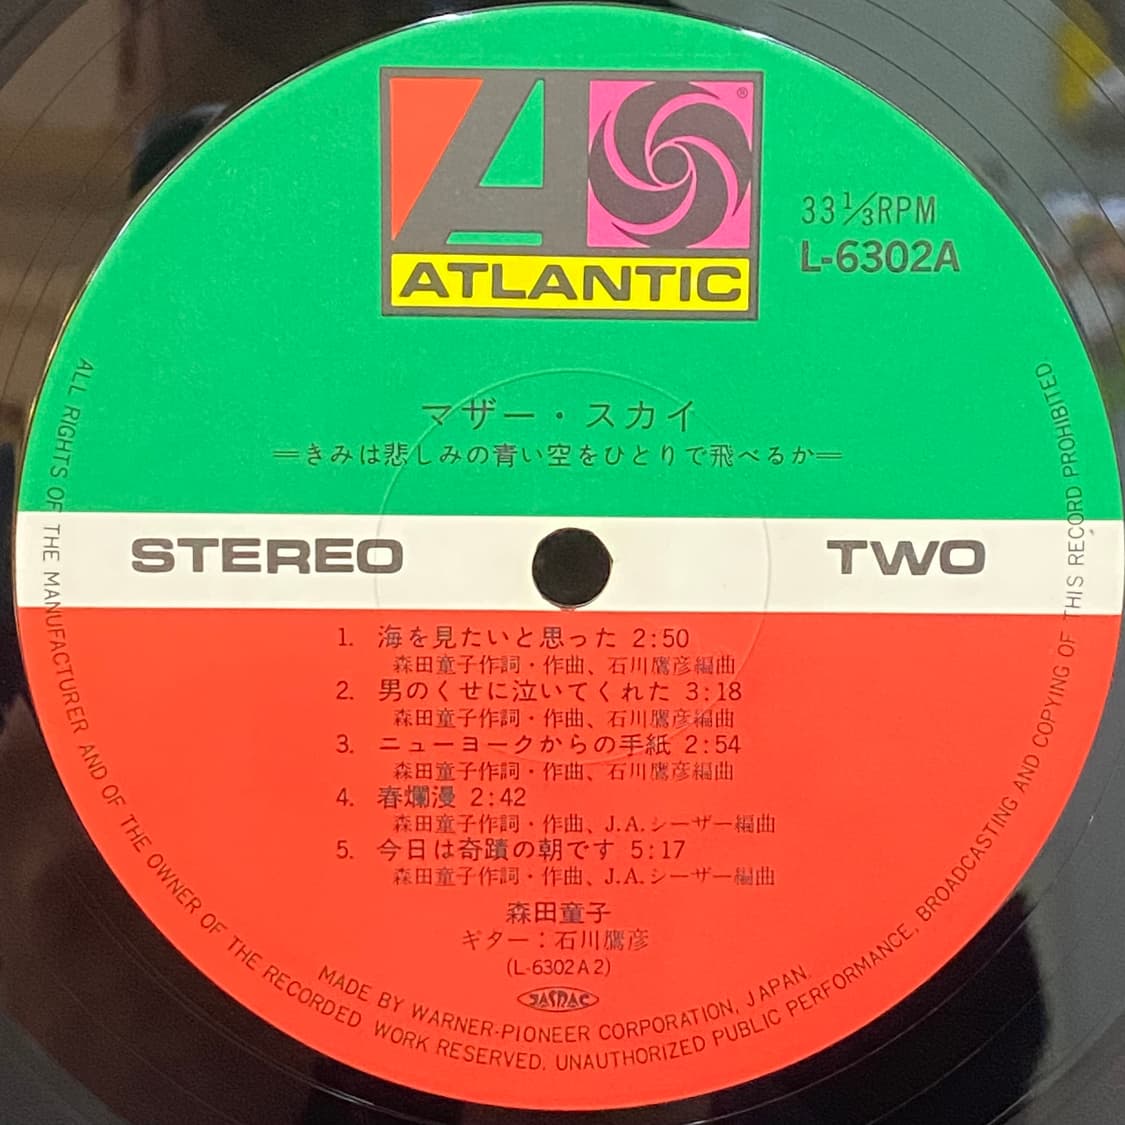 ATLANTIC
®
33⅓RPM
L-6302A
マザー・スカイ
=きみは悲しみの青い空をひとりで飛べるか=
STEREO
TWO
1. 海を見たいと思った 2:50
森田童子作詞・作曲、石川鷹彦編曲
2. 男のくせに泣いてくれた 3:18
森田童子作詞・作曲、石川鷹彦編曲
3. ニューヨークからの手紙 2:54
森田童子作詞・作曲、石川鷹彦編曲
4. 春爛漫 2:42
森田童子作詞・作曲、J.A.シーザー編曲
5. 今日は奇蹟の朝です 5:17
森田童子作詞・作曲、J.A.シーザー編曲
森田童子
ギター：石川鷹彦
(L-6302A2)
JASRAC
MADE BY WARNER-PIONEER CORPORATION, JAPAN.
ALL RIGHTS OF THE MANUFACTURER AND OF THE OWNER OF THE RECORDED WORK RESERVED. UNAUTHORIZED PUBLIC PERFORMANCE, BROADCASTING AND COPYING OF THIS RECORD PROHIBITED